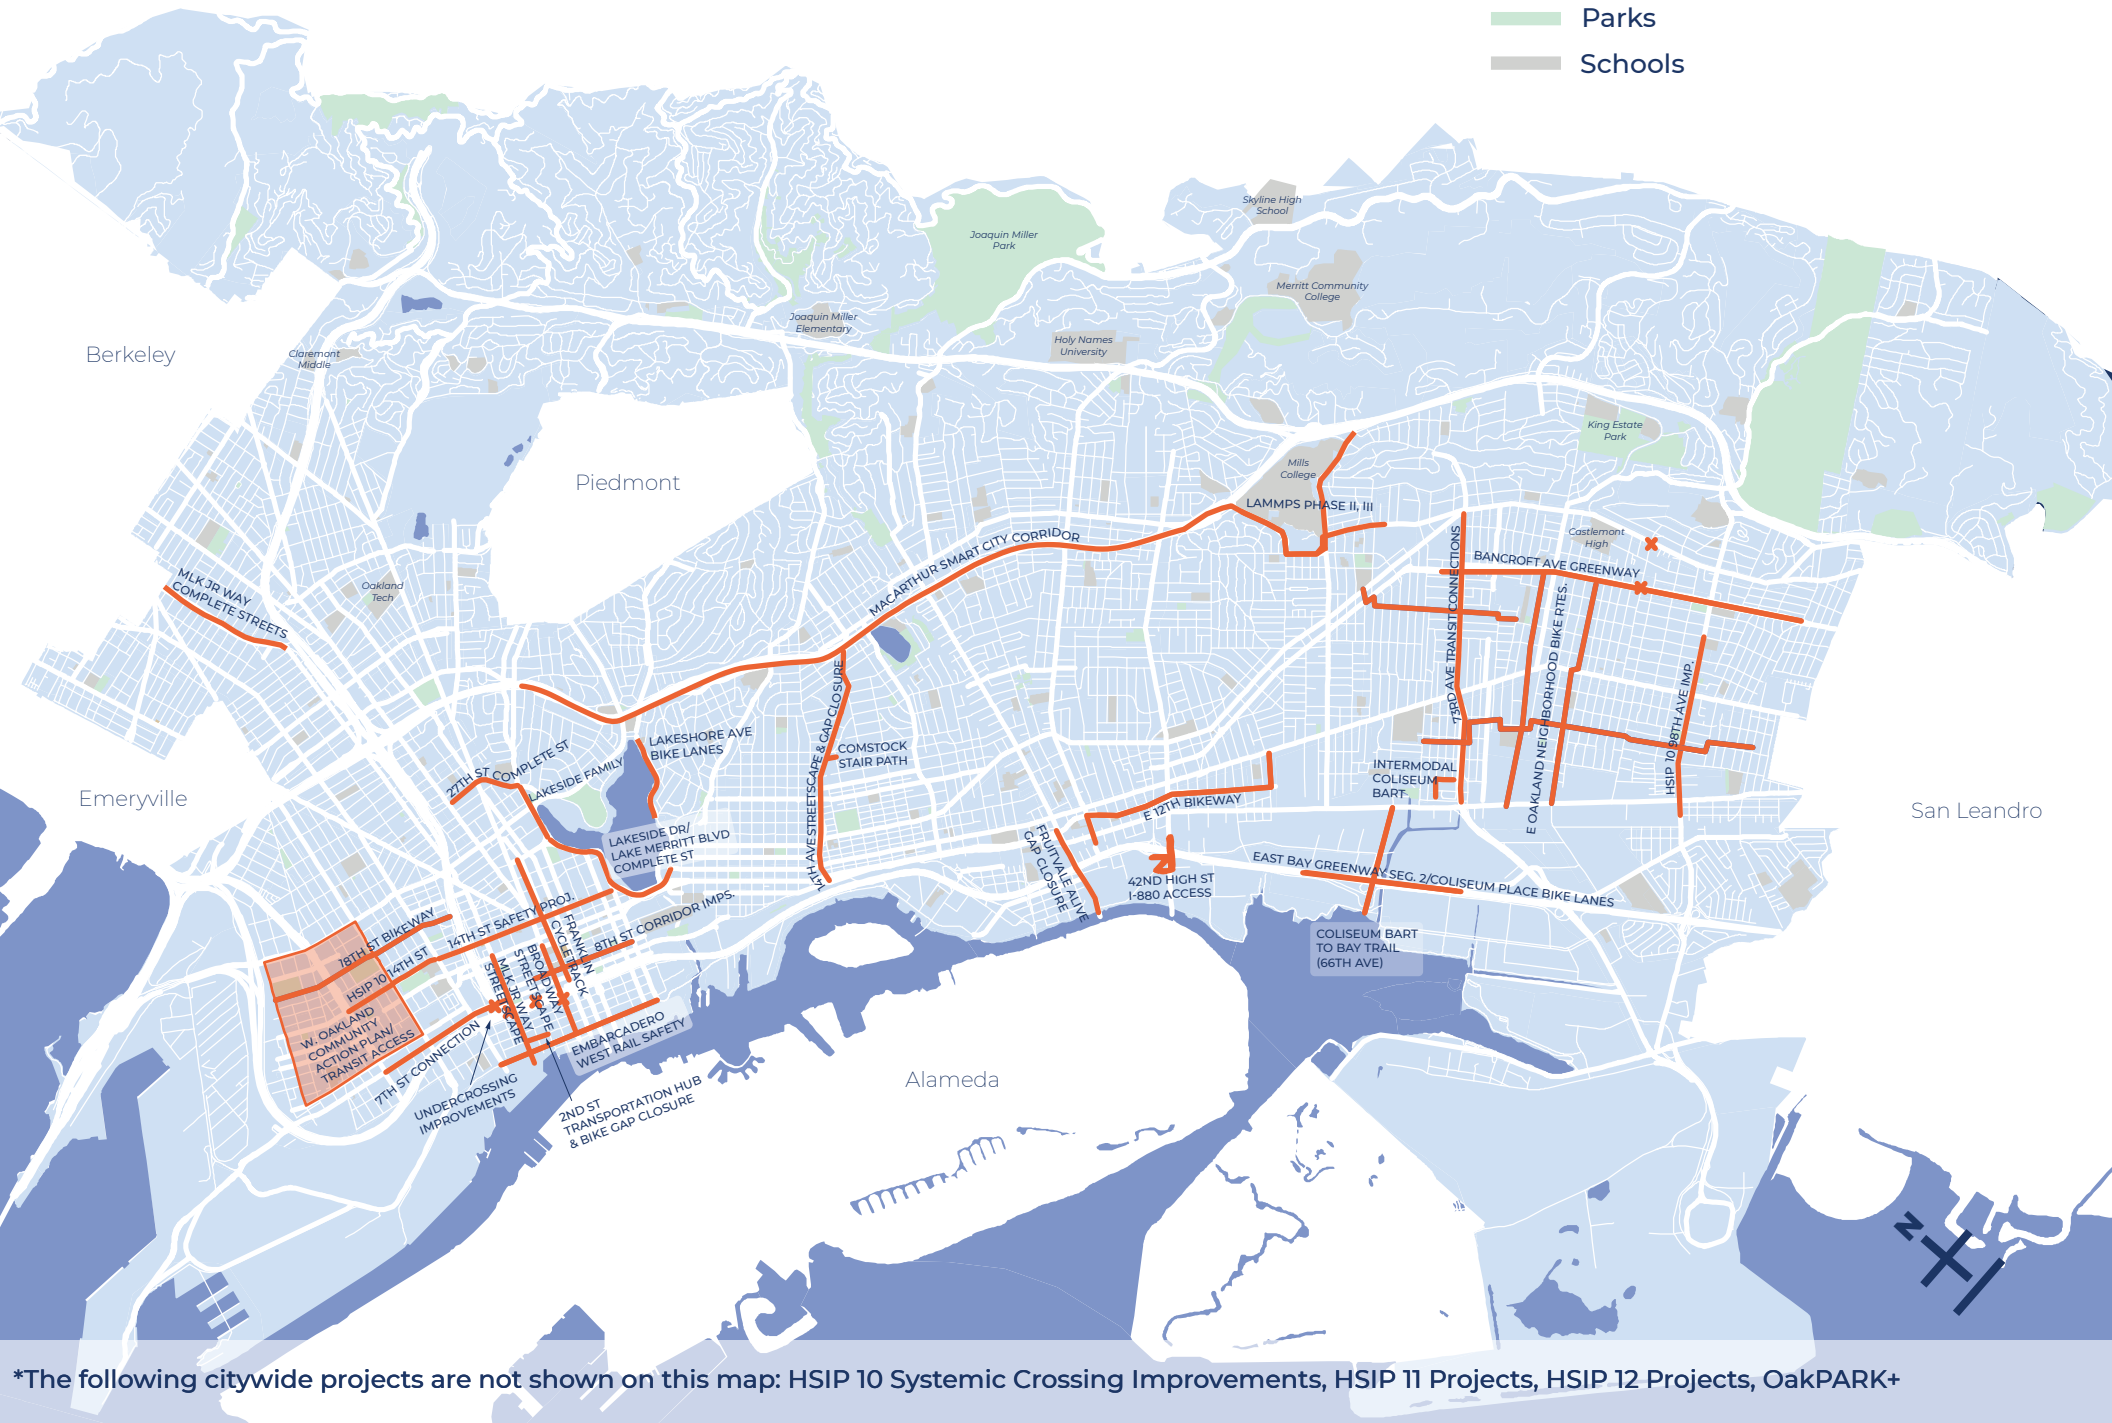 Parks
Schools
Skyline High
School
Joaquin Miller
Park
Merritt Community
College
Joaquin Miller
Elementary
Holy Names
University
Berkeley
Claremont
Middle
King Estate
Park
Mills
College
Piedmont
LAMMPS PHASE II, III
MACARTHUR SMART CITY CORRIDOR
Castlemont
High
BANCROFT AVE GREENWAY
MLK JR WAY
COMPLETE STREETS
Oakland
Tech
73RD AVE TRANSIT CONNECTIONS
E OAKLAND NEIGHBORHOOD BIKE RTES.
HSIP 10 98TH AVE IMP.
14TH AVE STREETSCAPE & GAP CLOSURE
LAKESHORE AVE
BIKE LANES
COMSTOCK
STAIR PATH
27TH ST COMPLETE ST
LAKESIDE FAMILY
INTERMODAL
COLISEUM
BART
Emeryville
San Leandro
E 12TH BIKEWAY
LAKESIDE DR/
LAKE MERRITT BLVD
COMPLETE ST
FRUITVALE ALIVE
GAP CLOSURE
42ND HIGH ST
I-880 ACCESS
EAST BAY GREENWAY SEG. 2/COLISEUM PLACE BIKE LANES
COLISEUM BART
TO BAY TRAIL
(66TH AVE)
18TH ST BIKEWAY
14TH ST SAFETY PROJ.
HSIP 10 14TH ST
8TH ST CORRIDOR IMPS.
FRANKLIN
CYCLETRACK
BROADWAY
STREETSCAPE
MLK JR WAY
STREETSCAPE
W. OAKLAND
COMMUNITY
ACTION PLAN/
TRANSIT ACCESS
7TH ST CONNECTION
EMBARCADERO
WEST RAIL SAFETY
UNDERCROSSING
IMPROVEMENTS
2ND ST
TRANSPORTATION HUB
& BIKE GAP CLOSURE
Alameda
N
*The following citywide projects are not shown on this map: HSIP 10 Systemic Crossing Improvements, HSIP 11 Projects, HSIP 12 Projects, OakPARK+